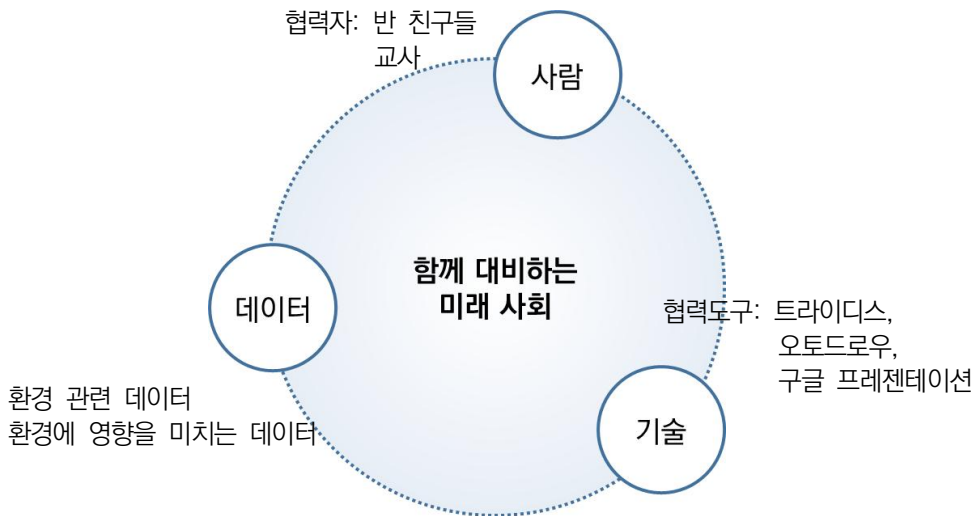 협력자: 반 친구들
교사
사람
함께 대비하는
미래 사회
데이터
협력도구: 트라이디스,
오토드로우,
구글 프레젠테이션
환경 관련 데이터
환경에 영향을 미치는 데이터
기술